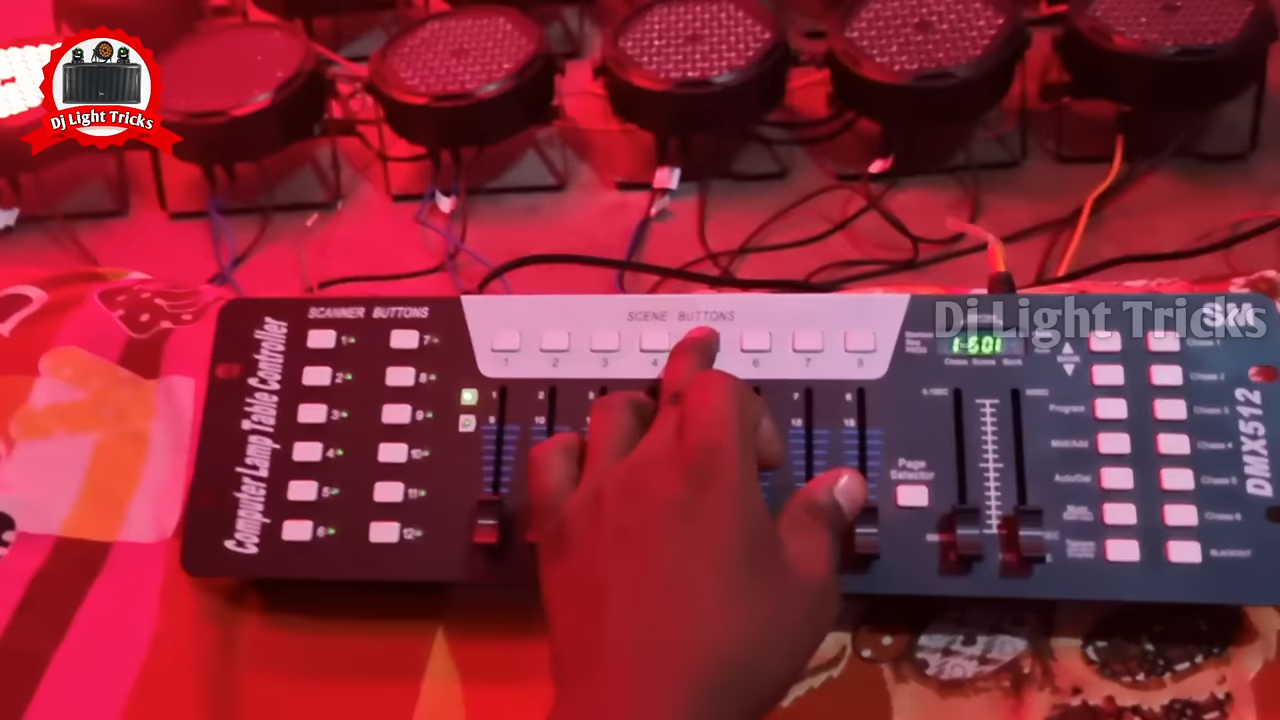 Dj Light Tricks
Dj Light Tricks
SCANNER BUTTONS
SCENE BUTTONS
Computer Lamp Table Controller
1 7
2 8
3 9
4 10
5 11
6 12
1 2 3 4 6 7 8
1-S01
BANK
Chase 1
Chase 2
Chase 3
Chase 4
Chase 5
Chase 6
BLACKOUT
Program
Midi/Add
Auto/Del
Page
Selector
DMX512